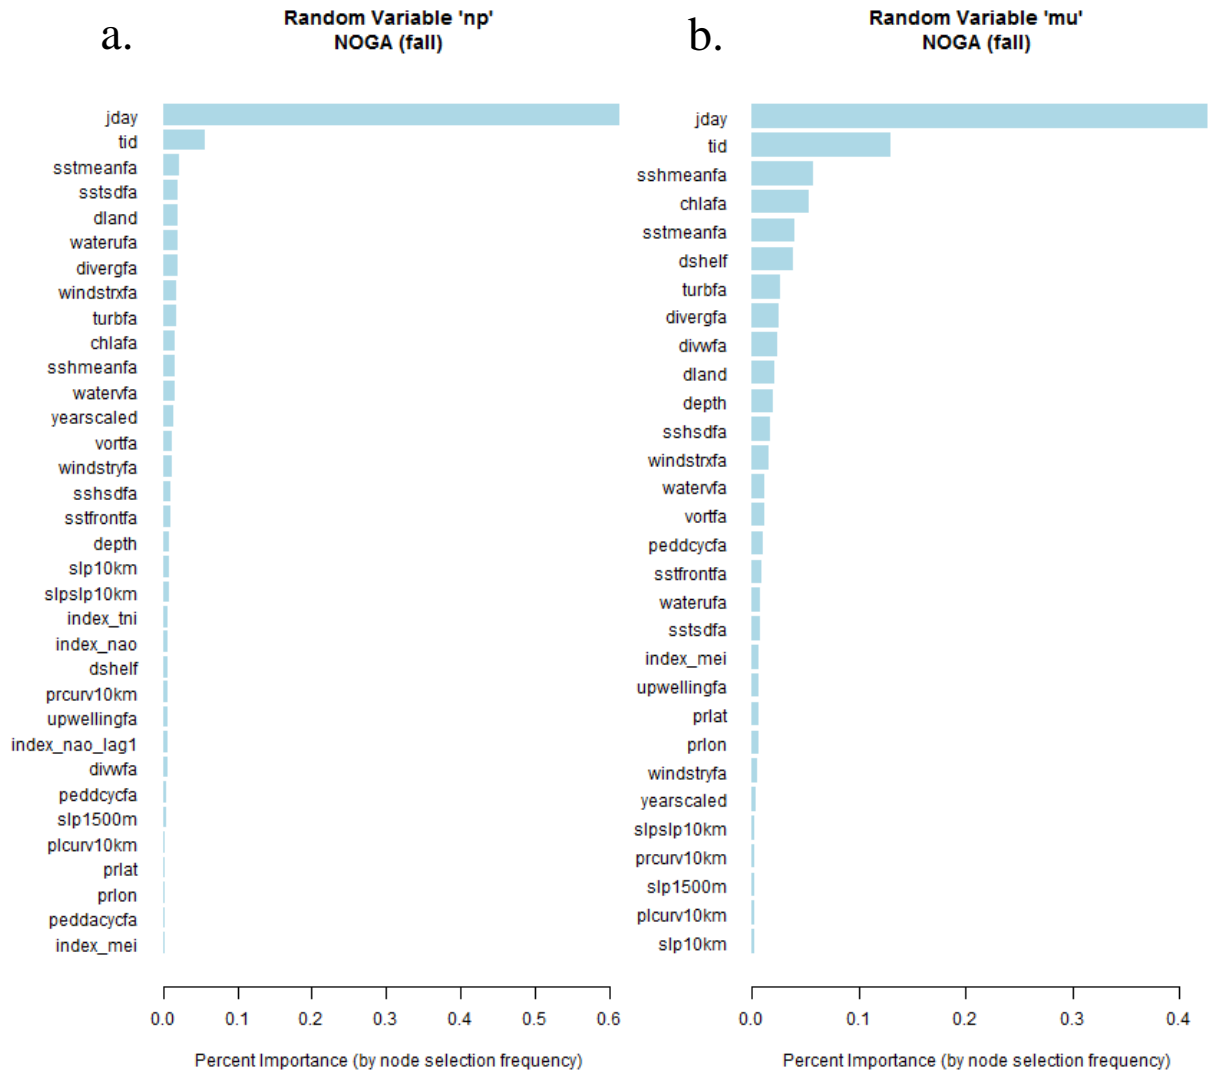 a.
Random Variable 'np'
NOGA (fall)
jday
tid
sstmeanfa
sstsdfa
dland
waterufa
divergfa
windstrxfa
turbfa
chlafa
sshmeanfa
watervfa
yearscaled
vortfa
windstryfa
sshsdfa
sstfrontfa
depth
slp10km
slpslp10km
index_tni
index_nao
dshelf
prcurv10km
upwellingfa
index_nao_lag1
divwfa
peddcycfa
slp1500m
plcurv10km
prlat
prlon
peddacycfa
index_mei
0.0 0.1 0.2 0.3 0.4 0.5 0.6
Percent Importance (by node selection frequency)
b.
Random Variable 'mu'
NOGA (fall)
jday
tid
sshmeanfa
chlafa
sstmeanfa
dshelf
turbfa
divergfa
divwfa
dland
depth
sshsdfa
windstrxfa
watervfa
vortfa
peddcycfa
sstfrontfa
waterufa
sstsdfa
index_mei
upwellingfa
prlat
prlon
windstryfa
yearscaled
slpslp10km
prcurv10km
slp1500m
plcurv10km
slp10km
0.0 0.1 0.2 0.3 0.4
Percent Importance (by node selection frequency)